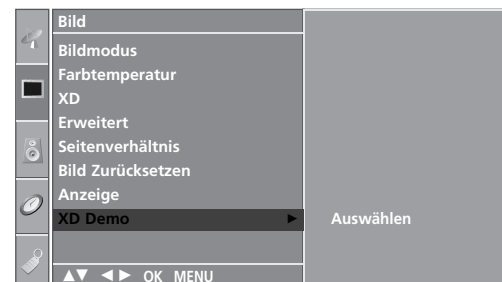 Bild
Bildmodus
Farbtemperatur
XD
Erweitert
Seitenverhältnis
Bild Zurücksetzen
Anzeige
XD Demo ► Auswählen
▲▼ ◄► OK MENU